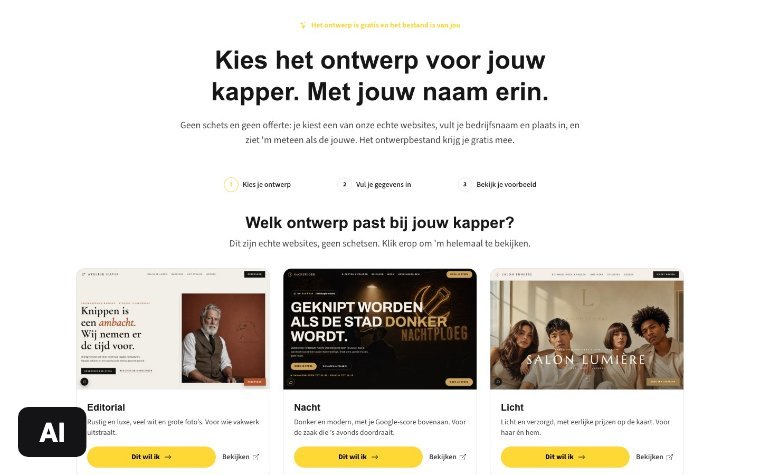 Het ontwerp is gratis en het bestand is van jou
Kies het ontwerp voor jouw
kapper. Met jouw naam erin.
Geen schets en geen offerte: je kiest een van onze echte websites, vult je bedrijfsnaam en plaats in, en
ziet 'm meteen als de jouwe. Het ontwerpbestand krijg je gratis mee.
1 Kies je ontwerp
2 Vul je gegevens in
3 Bekijk je voorbeeld
Welk ontwerp past bij jouw kapper?
Dit zijn echte websites, geen schetsen. Klik erop om 'm helemaal te bekijken.
Knippen is
een ambacht.
Wij nemen er
de tijd voor.
GEKNIPT WORDEN
ALS DE STAD DONKER
WORDT.
NACHTPLOEG
SALON LUMIÈRE
Editorial
Rustig en luxe, veel wit en grote foto's. Voor wie vakwerk
uitstraalt.
Dit wil ik
Bekijken
Nacht
Donker en modern, met je Google-score bovenaan. Voor
de zaak die 's avonds doordraait.
Dit wil ik
Bekijken
Licht
Licht en verzorgd, met eerlijke prijzen op de kaart. Voor
haar én hem.
Dit wil ik
Bekijken
AI